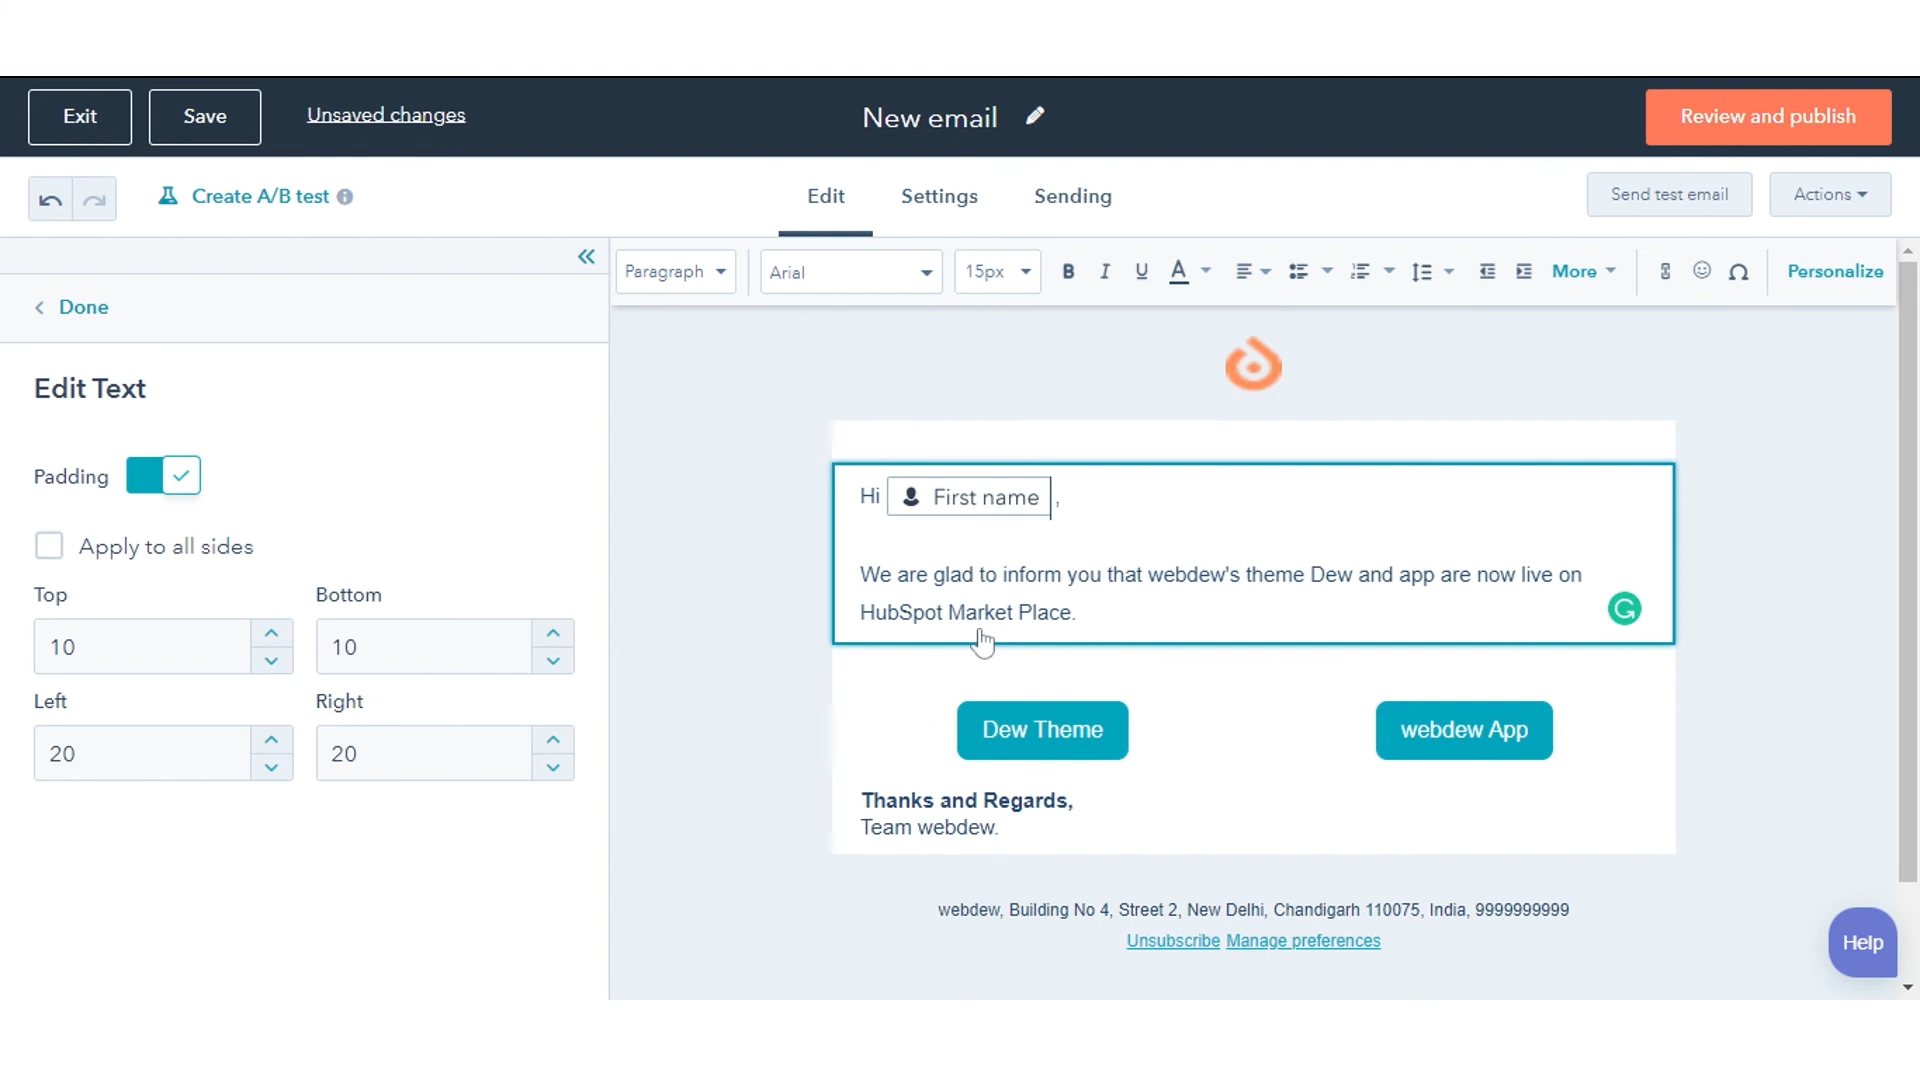 Exit
Save
Unsaved changes
New email
Review and publish
Create A/B test
Edit
Settings
Sending
Send test email
Actions
Paragraph
Arial
15px
B
I
U
A
More
Ω
Personalize
Done
Edit Text
Padding
Apply to all sides
Top
Bottom
10
10
Left
Right
20
20
Hi First name ,
We are glad to inform you that webdew's theme Dew and app are now live on
HubSpot Market Place.
Dew Theme
webdew App
Thanks and Regards,
Team webdew.
webdew, Building No 4, Street 2, New Delhi, Chandigarh 110075, India, 9999999999
Unsubscribe Manage preferences
Help